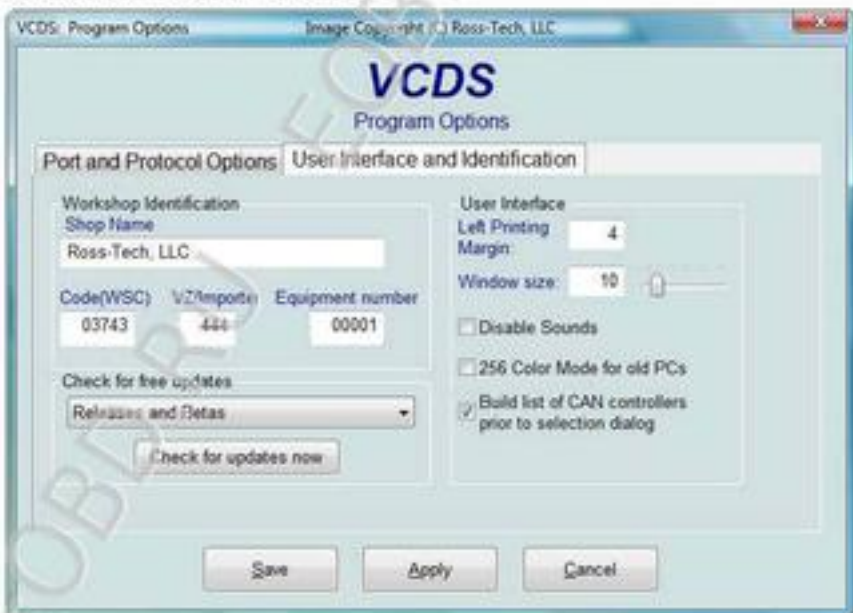 VCDS: Program Options
Image Copyright (C) Ross-Tech, LLC
VCDS
Program Options
Port and Protocol Options
User Interface and Identification
Workshop Identification
Shop Name
Ross-Tech, LLC
Code(WSC) VZ/Importer Equipment number
03743 444 00001
Check for free updates
Releases and Betas
Check for updates now
User Interface
Left Printing
Margin:
4
Window size: 10
Disable Sounds
256 Color Mode for old PCs
Build list of CAN controllers
prior to selection dialog
Save
Apply
Cancel